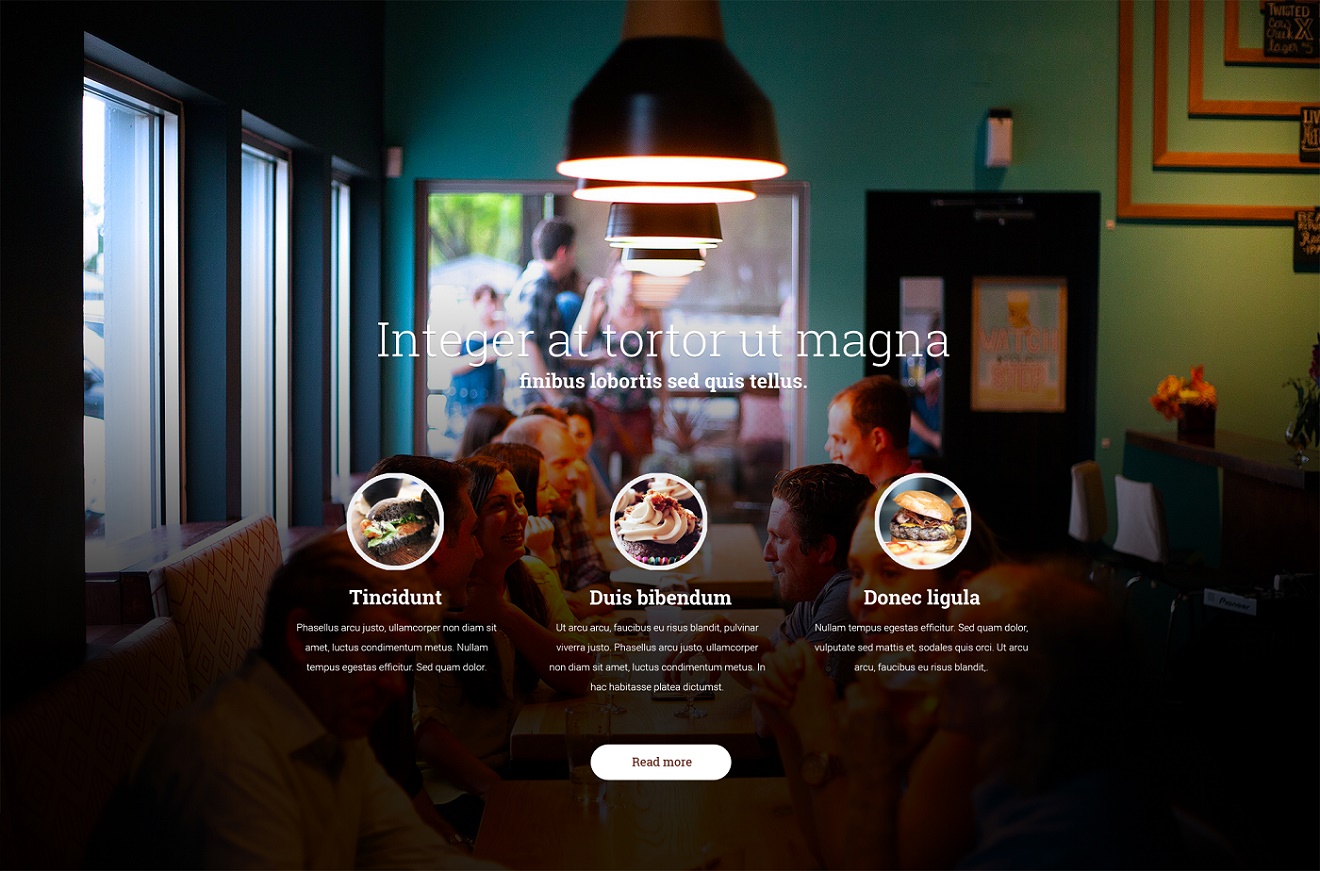 TWISTED
X
Integer at tortor ut magna
finibus lobortis sed quis tellus.
Tincidunt
Phasellus arcu justo, ullamcorper non diam sit
amet, luctus condimentum metus. Nullam
tempus egestas efficitur. Sed quam dolor.
Duis bibendum
Ut arcu arcu, faucibus eu risus blandit, pulvinar
viverra justo. Phasellus arcu justo, ullamcorper
non diam sit amet, luctus condimentum metus. In
hac habitasse platea dictumst.
Donec ligula
Nullam tempus egestas efficitur. Sed quam dolor,
vulputate sed mattis et, sodales quis orci. Ut arcu
arcu, faucibus eu risus blandit,.
Pioneer
Read more